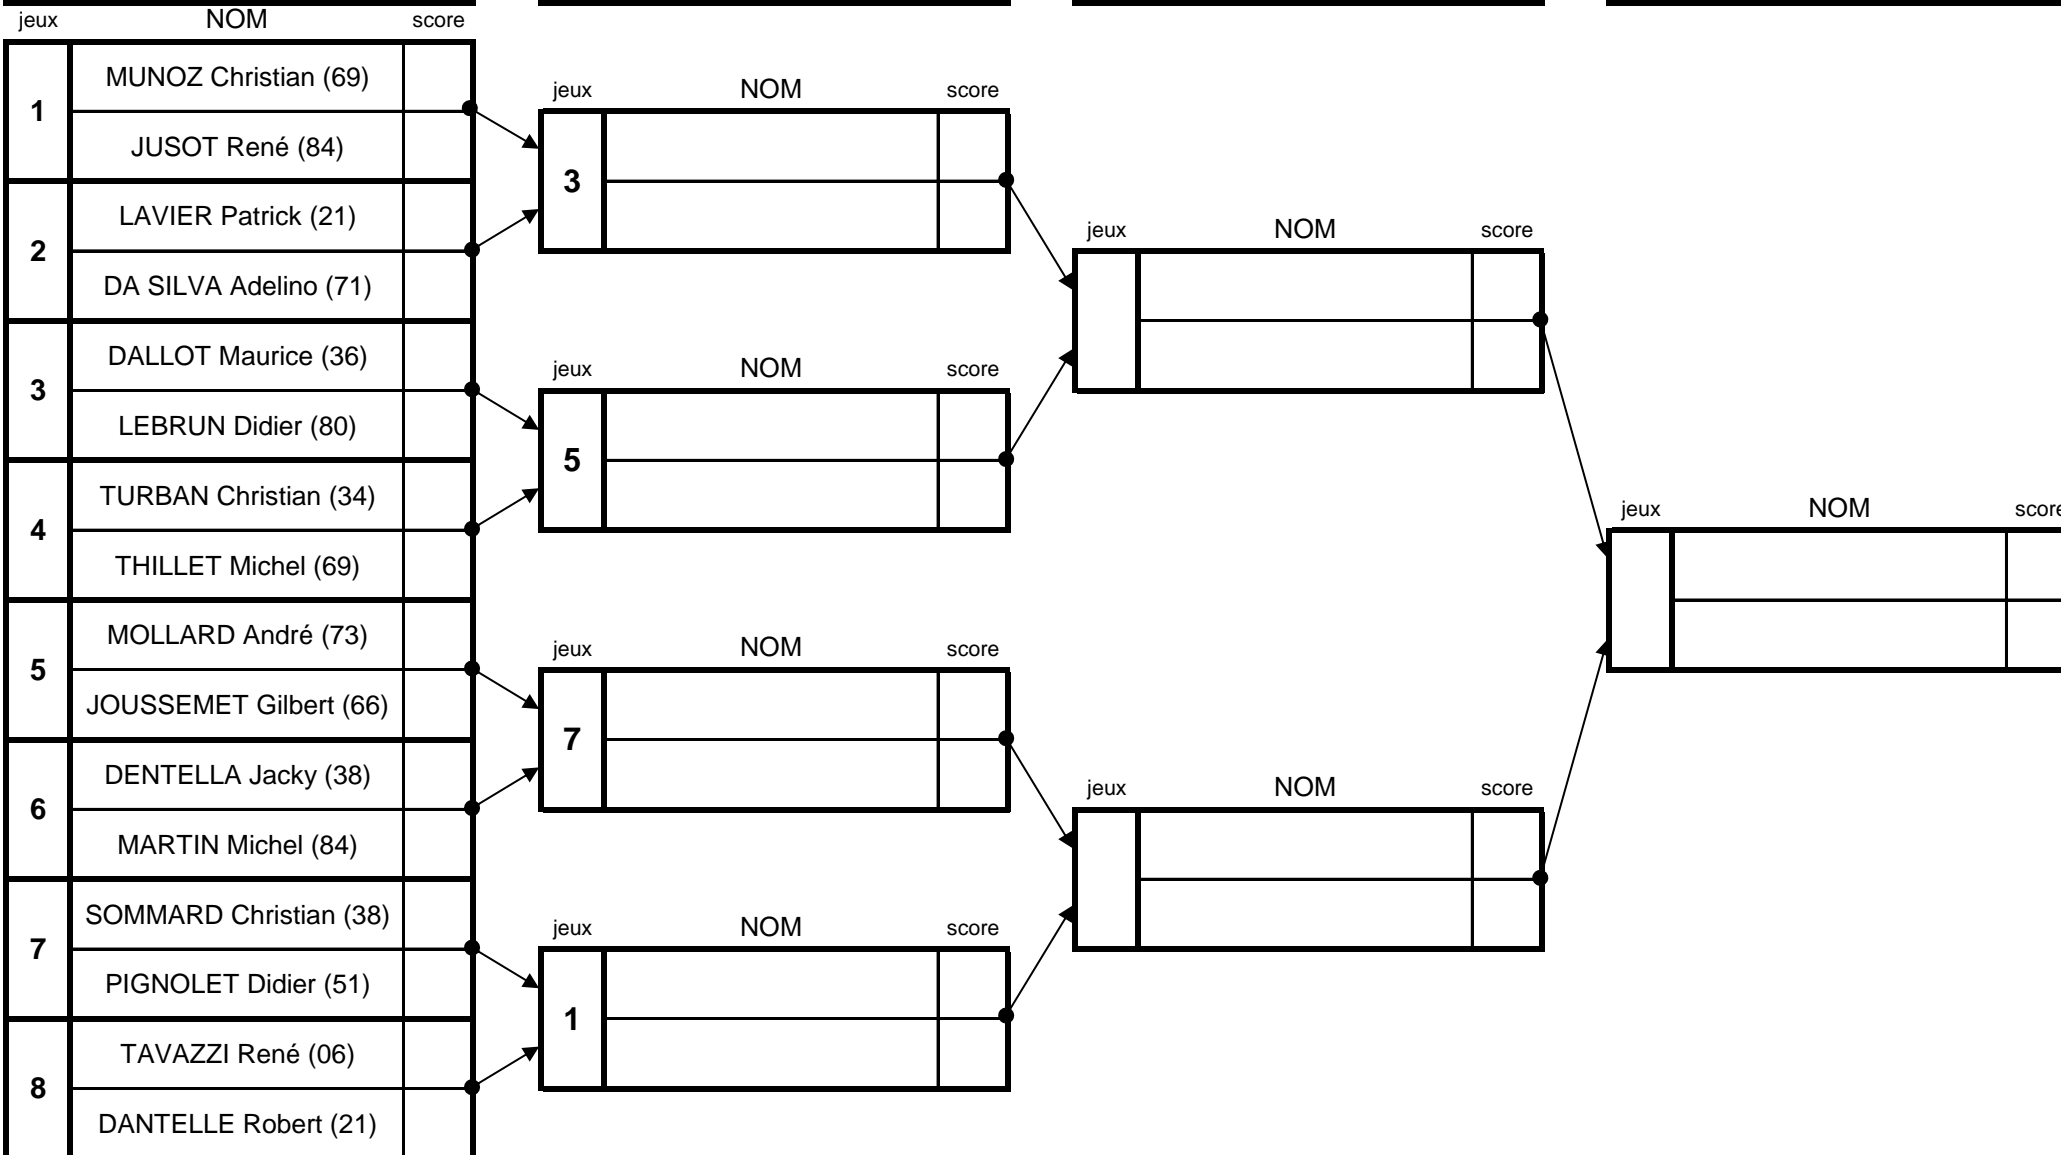 jeux NOM score
1
MUNOZ Christian (69)
JUSOT René (84)
2
LAVIER Patrick (21)
DA SILVA Adelino (71)
3
DALLOT Maurice (36)
LEBRUN Didier (80)
4
TURBAN Christian (34)
THILLET Michel (69)
5
MOLLARD André (73)
JOUSSEMET Gilbert (66)
6
DENTELLA Jacky (38)
MARTIN Michel (84)
7
SOMMARD Christian (38)
PIGNOLET Didier (51)
8
TAVAZZI René (06)
DANTELLE Robert (21)
jeux NOM score
3
jeux NOM score
5
jeux NOM score
7
jeux NOM score
1
jeux NOM score
jeux NOM score
jeux NOM score